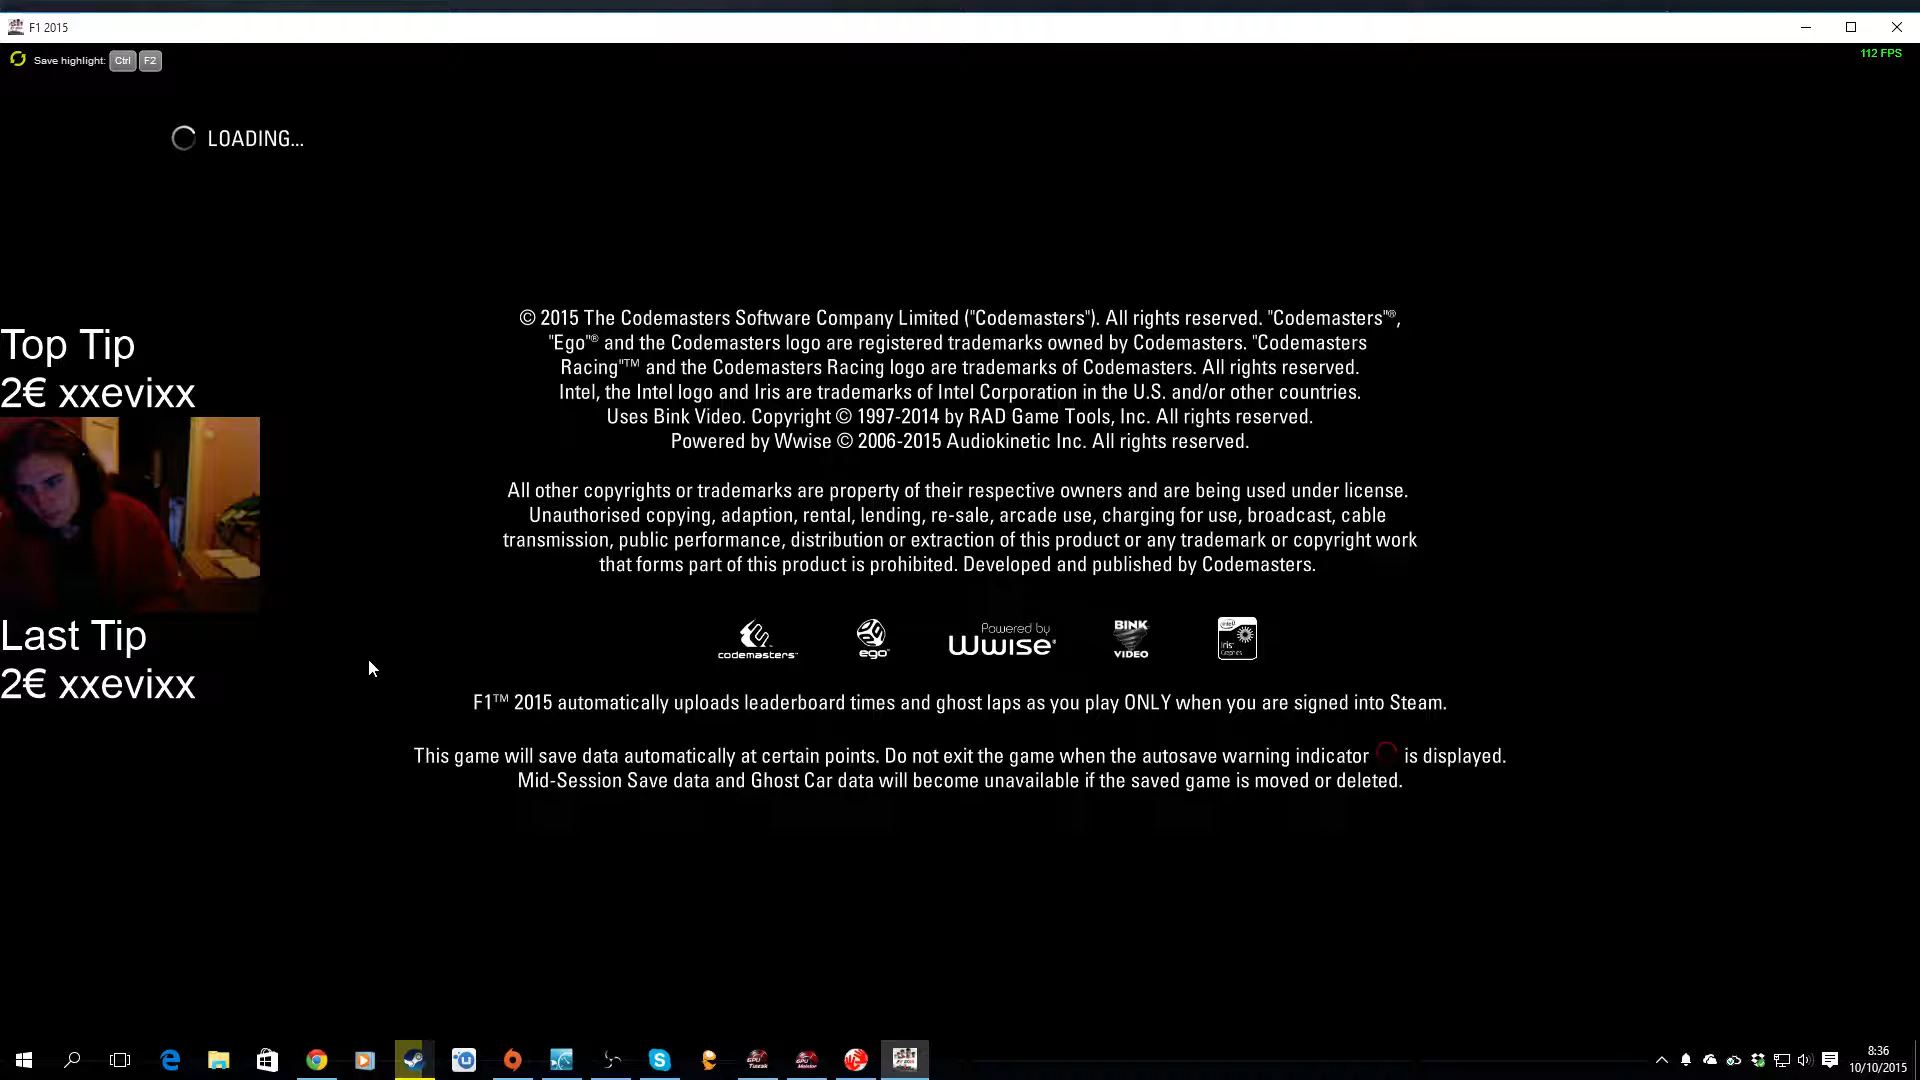 F1 2015
Save highlight: Ctrl F2
112 FPS
LOADING...
© 2015 The Codemasters Software Company Limited ("Codemasters"). All rights reserved. "Codemasters"®,
"Ego"® and the Codemasters logo are registered trademarks owned by Codemasters. "Codemasters
Racing"™ and the Codemasters Racing logo are trademarks of Codemasters. All rights reserved.
Intel, the Intel logo and Iris are trademarks of Intel Corporation in the U.S. and/or other countries.
Uses Bink Video. Copyright © 1997-2014 by RAD Game Tools, Inc. All rights reserved.
Powered by Wwise © 2006-2015 Audiokinetic Inc. All rights reserved.
All other copyrights or trademarks are property of their respective owners and are being used under license.
Unauthorised copying, adaption, rental, lending, re-sale, arcade use, charging for use, broadcast, cable
transmission, public performance, distribution or extraction of this product or any trademark or copyright work
that forms part of this product is prohibited. Developed and published by Codemasters.
Top Tip
2€ xxevixx
Last Tip
2€ xxevixx
codemasters
ego
Powered by
Wwise
BINK
VIDEO
intel
Iris
Graphics
F1™ 2015 automatically uploads leaderboard times and ghost laps as you play ONLY when you are signed into Steam.
This game will save data automatically at certain points. Do not exit the game when the autosave warning indicator is displayed.
Mid-Session Save data and Ghost Car data will become unavailable if the saved game is moved or deleted.
GPU
Tweak
GPU
8:36
10/10/2015